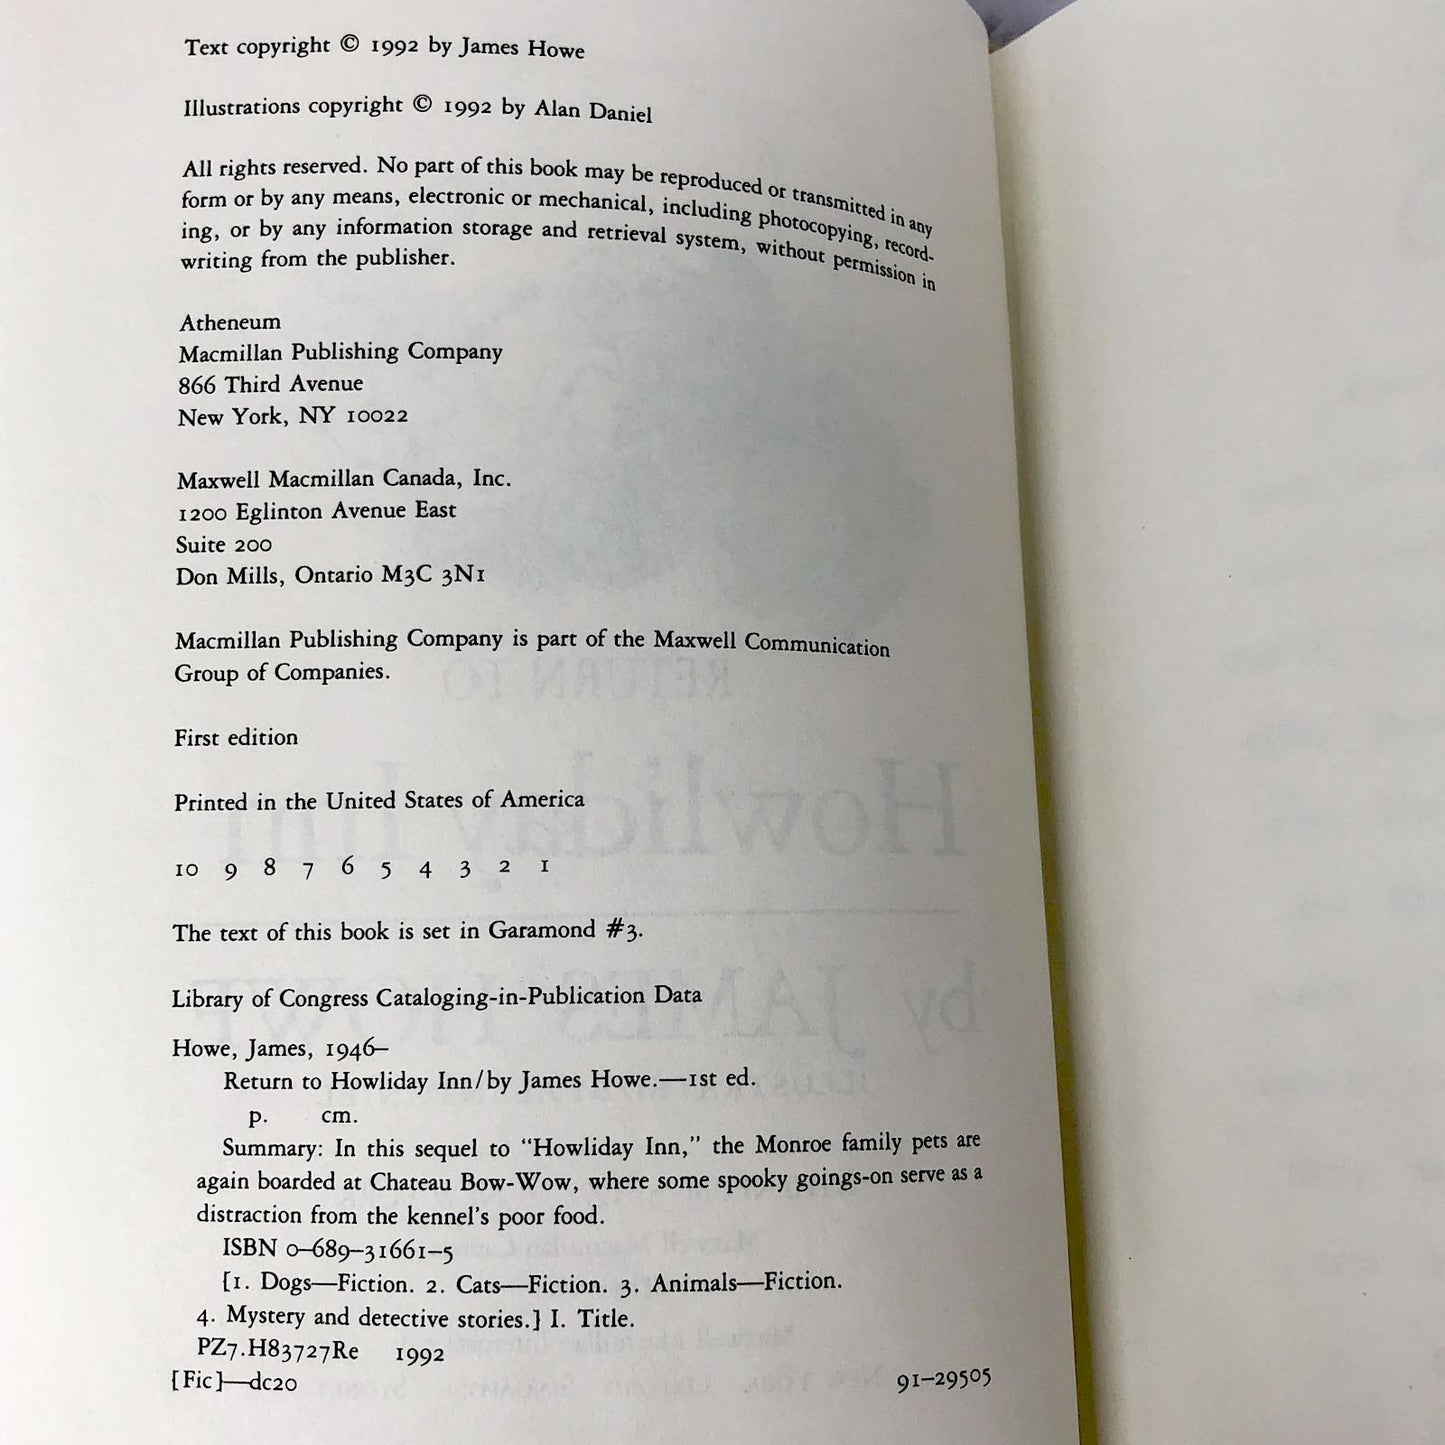 Text copyright © 1992 by James Howe
Illustrations copyright © 1992 by Alan Daniel
All rights reserved. No part of this book may be reproduced or transmitted in any
form or by any means, electronic or mechanical, including photocopying, record-
ing, or by any information storage and retrieval system, without permission in
writing from the publisher.
Atheneum
Macmillan Publishing Company
866 Third Avenue
New York, NY 10022
Maxwell Macmillan Canada, Inc.
1200 Eglinton Avenue East
Suite 200
Don Mills, Ontario M3C 3N1
Macmillan Publishing Company is part of the Maxwell Communication
Group of Companies.
First edition
Printed in the United States of America
10 9 8 7 6 5 4 3 2 1
The text of this book is set in Garamond #3.
Library of Congress Cataloging-in-Publication Data
Howe, James, 1946–
Return to Howliday Inn/by James Howe.—1st ed.
p. cm.
Summary: In this sequel to “Howliday Inn,” the Monroe family pets are
again boarded at Chateau Bow-Wow, where some spooky goings-on serve as a
distraction from the kennel's poor food.
ISBN 0–689–31661–5
[1. Dogs—Fiction. 2. Cats—Fiction. 3. Animals—Fiction.
4. Mystery and detective stories.] I. Title.
PZ7.H83727Re 1992
[Fic]—dc20 91–29505